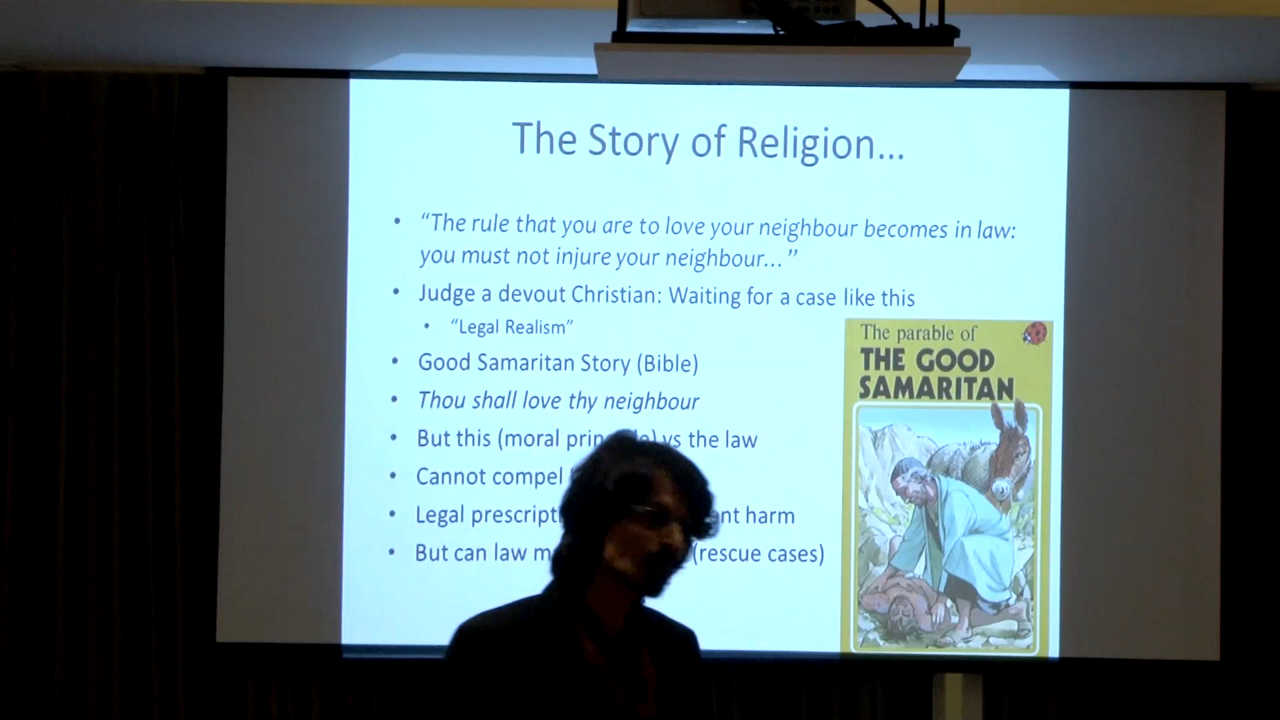 The Story of Religion...
• “The rule that you are to love your neighbour becomes in law:
you must not injure your neighbour... ”
• Judge a devout Christian: Waiting for a case like this
• “Legal Realism”
• Good Samaritan Story (Bible)
• Thou shall love thy neighbour
• But this (moral vs the law
• Cannot compel
• Legal harm
• But can law (rescue cases)
The parable of
THE GOOD
SAMARITAN